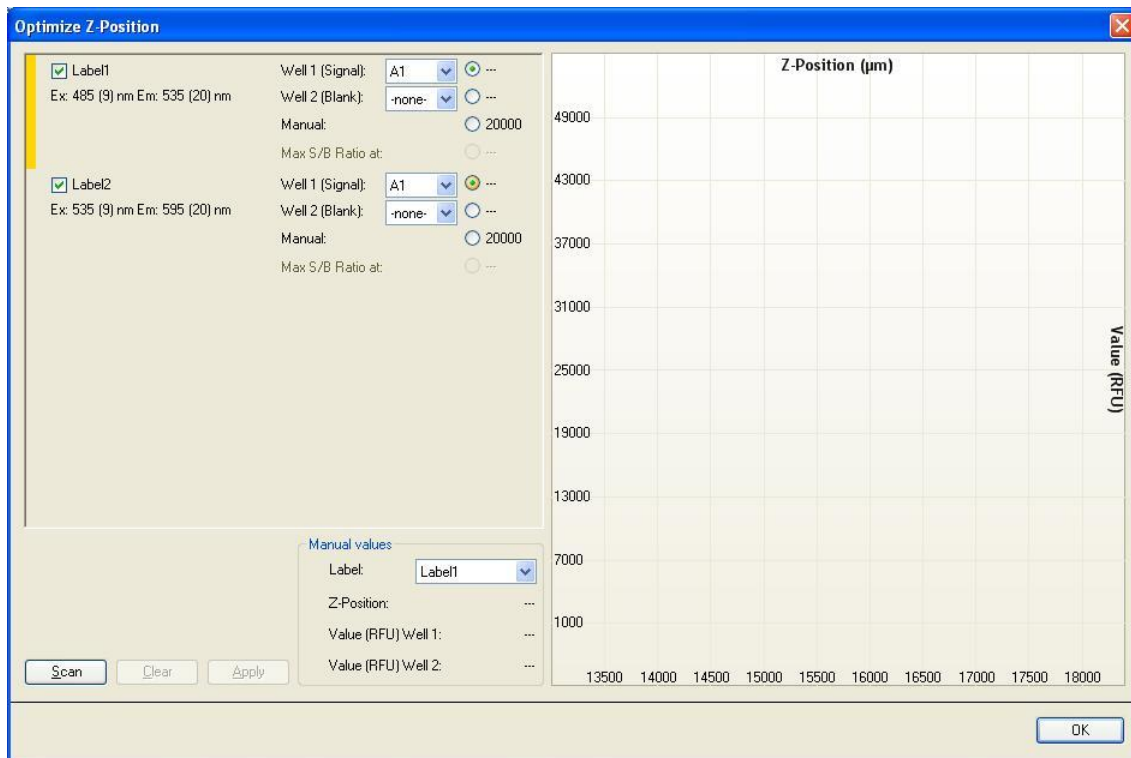 Optimize Z-Position
Label1
Ex: 485 (9) nm Em: 535 (20) nm
Well 1 (Signal): A1 ---
Well 2 (Blank): -none- ---
Manual: 20000
Max S/B Ratio at: ---
Label2
Ex: 535 (9) nm Em: 595 (20) nm
Well 1 (Signal): A1 ---
Well 2 (Blank): -none- ---
Manual: 20000
Max S/B Ratio at: ---
Manual values
Label: Label1
Z-Position: ---
Value (RFU) Well 1: ---
Value (RFU) Well 2: ---
Scan Clear Apply
Z-Position (µm)
49000
43000
37000
31000
25000
19000
13000
7000
1000
Value (RFU)
13500 14000 14500 15000 15500 16000 16500 17000 17500 18000
OK